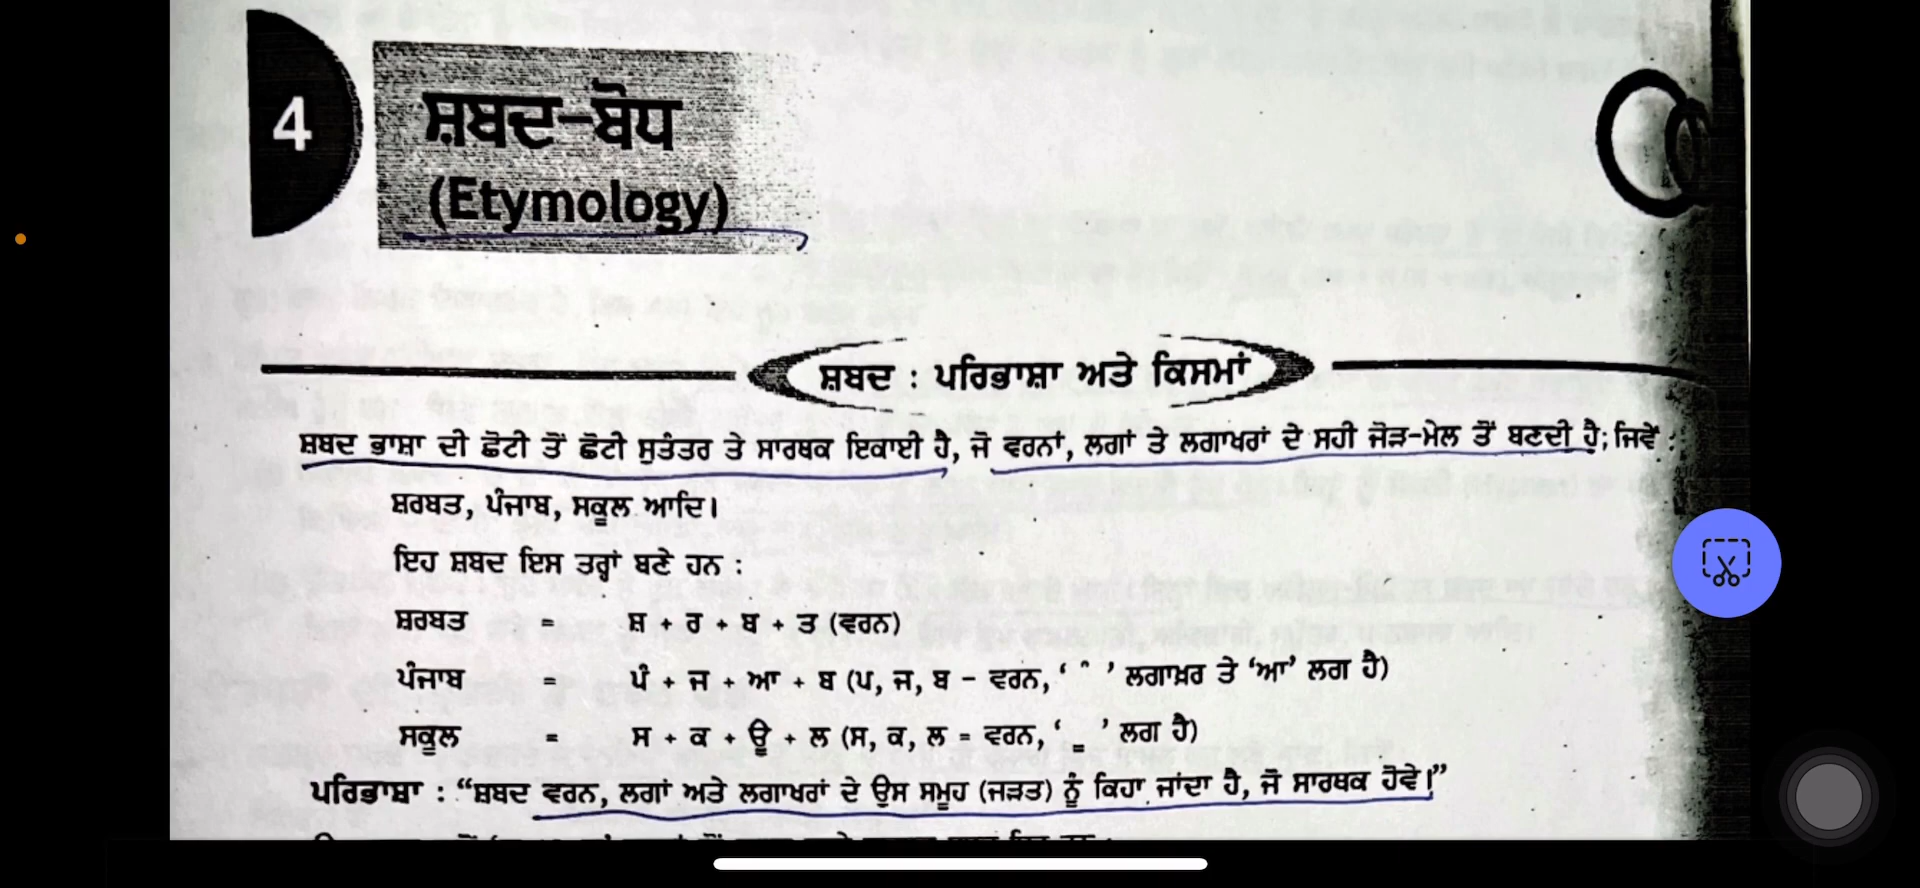 4
ਸ਼ਬਦ-ਬੋਧ
(Etymology)
ਸ਼ਬਦ : ਪਰਿਭਾਸ਼ਾ ਅਤੇ ਕਿਸਮਾਂ
ਸ਼ਬਦ ਭਾਸ਼ਾ ਦੀ ਛੋਟੀ ਤੋਂ ਛੋਟੀ ਸੁਤੰਤਰ ਤੇ ਸਾਰਥਕ ਇਕਾਈ ਹੈ, ਜੋ ਵਰਨਾਂ, ਲਗਾਂ ਤੇ ਲਗਾਖਰਾਂ ਦੇ ਸਹੀ ਜੋੜ-ਮੇਲ ਤੋਂ ਬਣਦੀ ਹੈ; ਜਿਵੇਂ :
ਸ਼ਰਬਤ, ਪੰਜਾਬ, ਸਕੂਲ ਆਦਿ।
ਇਹ ਸ਼ਬਦ ਇਸ ਤਰ੍ਹਾਂ ਬਣੇ ਹਨ :
ਸ਼ਰਬਤ = ਸ਼ + ਰ + ਬ + ਤ (ਵਰਨ)
ਪੰਜਾਬ = ਪੰ + ਜ + ਆ + ਬ (ਪ, ਜ, ਬ - ਵਰਨ, ‘ ੰ ’ ਲਗਾਖ਼ਰ ਤੇ ‘ਆ’ ਲਗ ਹੈ)
ਸਕੂਲ = ਸ + ਕ + ਊ + ਲ (ਸ, ਕ, ਲ = ਵਰਨ, ‘ ੂ ’ ਲਗ ਹੈ)
ਪਰਿਭਾਸ਼ਾ : “ਸ਼ਬਦ ਵਰਨ, ਲਗਾਂ ਅਤੇ ਲਗਾਖਰਾਂ ਦੇ ਉਸ ਸਮੂਹ (ਜੜਤ) ਨੂੰ ਕਿਹਾ ਜਾਂਦਾ ਹੈ, ਜੋ ਸਾਰਥਕ ਹੋਵੇ।”